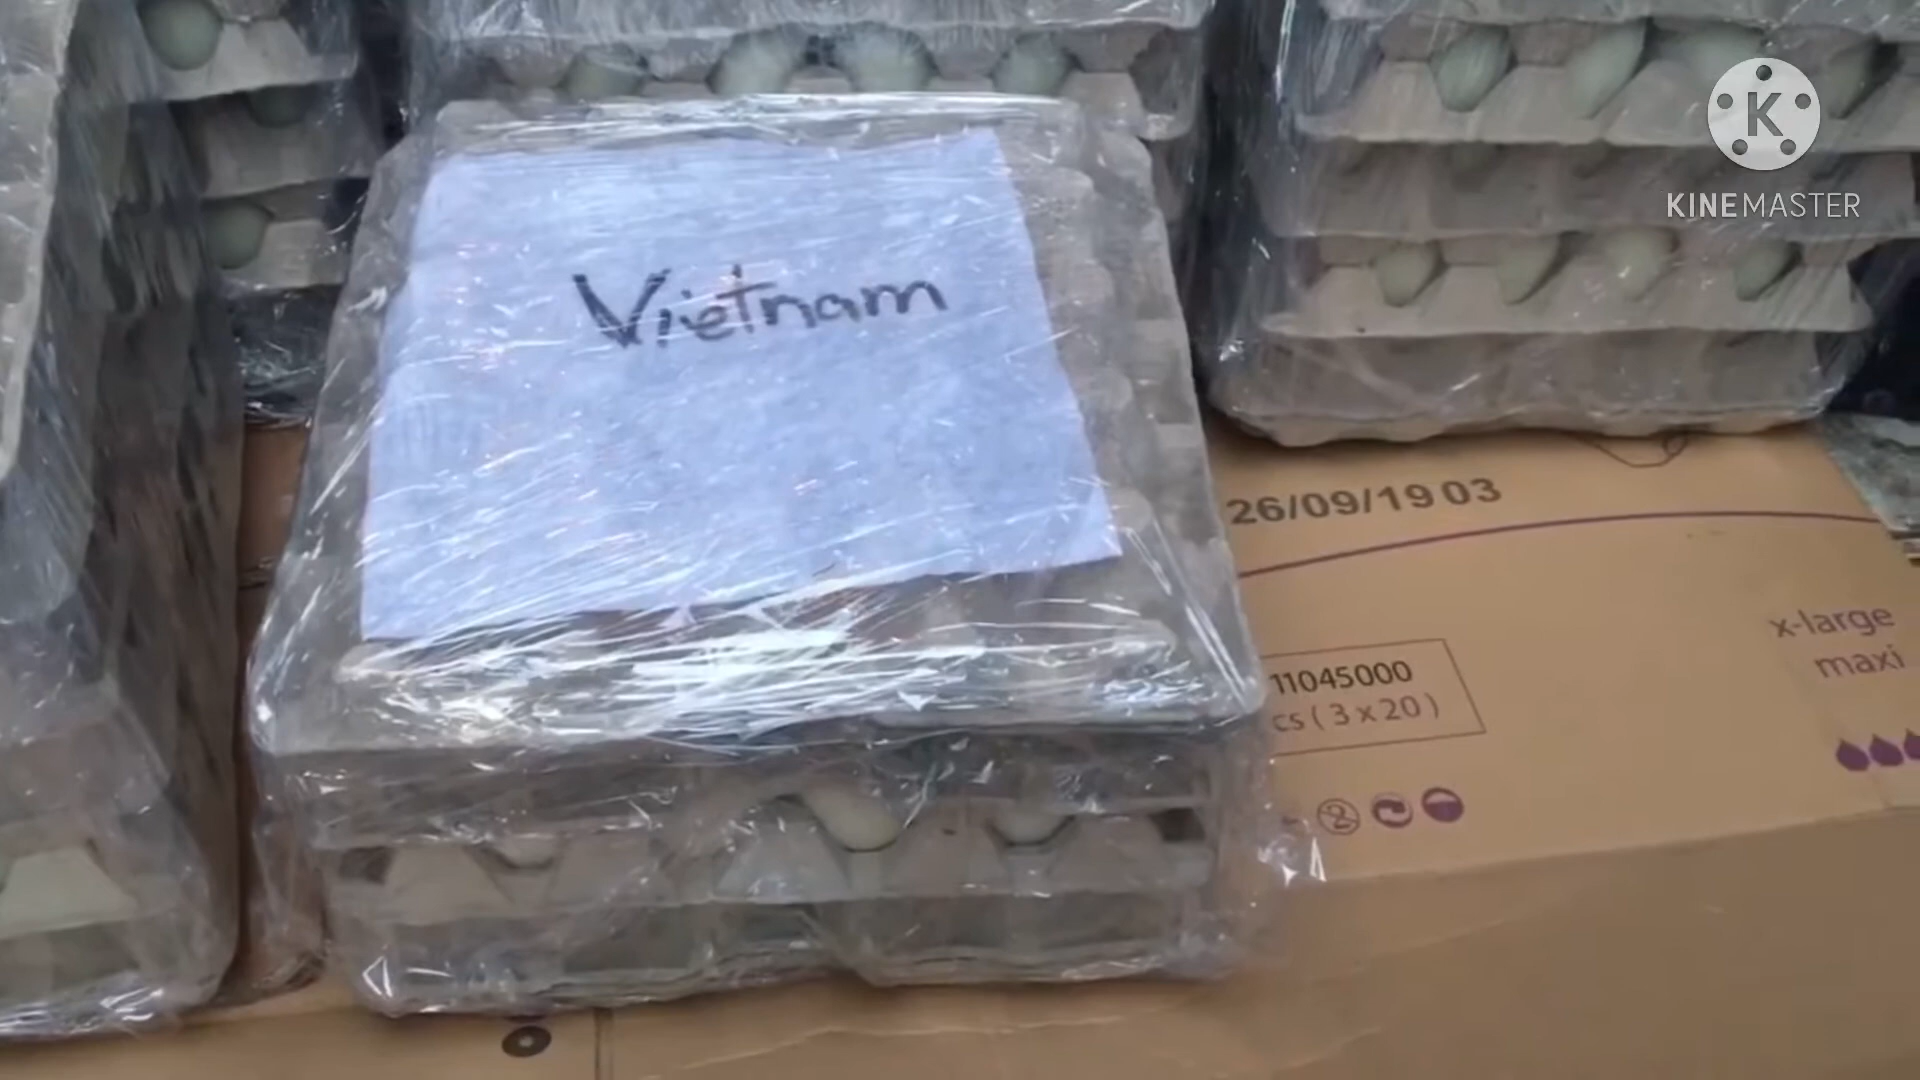 K
KINEMASTER
Vietnam
26/09/19 03
11045000
cs ( 3 x 20 )
x-large
maxi